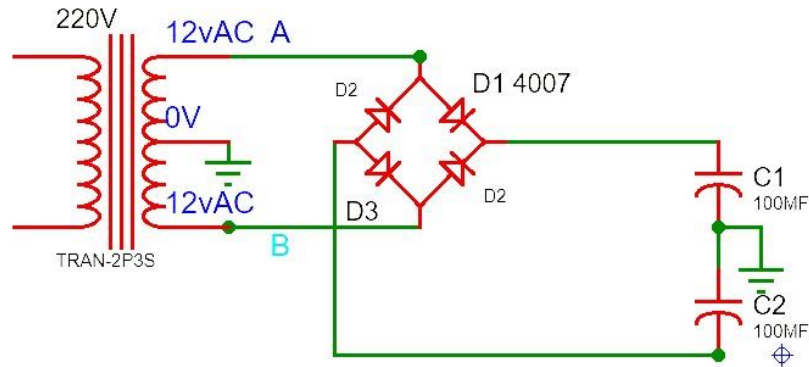 220V
12vAC A
D2
D1 4007
0V
C1
100MF
12vAC
D3
D2
B
TRAN-2P3S
C2
100MF